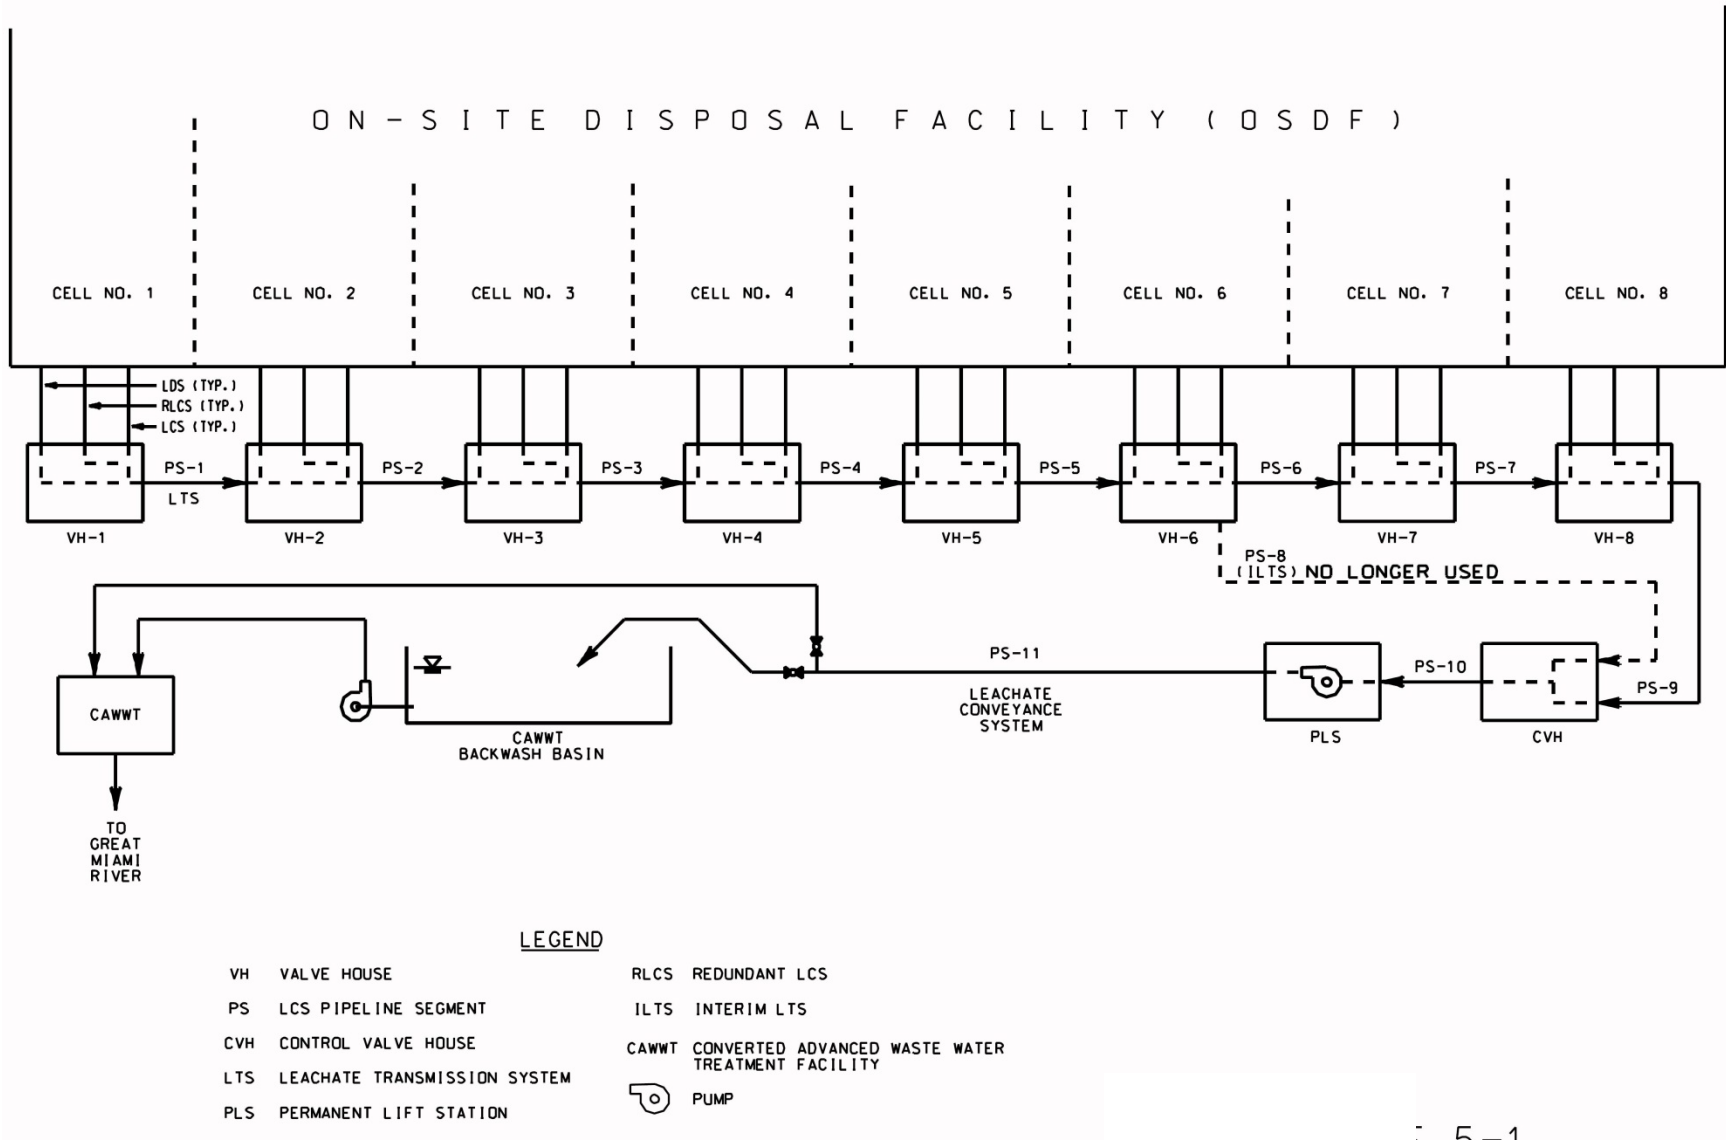 ON-SITE DISPOSAL FACILITY (OSDF)
CELL NO. 1
CELL NO. 2
CELL NO. 3
CELL NO. 4
CELL NO. 5
CELL NO. 6
CELL NO. 7
CELL NO. 8
LDS (TYP.)
RLCS (TYP.)
LCS (TYP.)
PS-1
LTS
PS-2
PS-3
PS-4
PS-5
PS-6
PS-7
VH-1
VH-2
VH-3
VH-4
VH-5
VH-6
VH-7
VH-8
PS-8
(ILTS) NO LONGER USED
PS-11
LEACHATE
CONVEYANCE
SYSTEM
PS-10
PS-9
PLS
CVH
CAWWT
CAWWT
BACKWASH BASIN
TO
GREAT
MIAMI
RIVER
LEGEND
VH VALVE HOUSE
PS LCS PIPELINE SEGMENT
CVH CONTROL VALVE HOUSE
LTS LEACHATE TRANSMISSION SYSTEM
PLS PERMANENT LIFT STATION
RLCS REDUNDANT LCS
ILTS INTERIM LTS
CAWWT CONVERTED ADVANCED WASTE WATER
TREATMENT FACILITY
PUMP
5-1